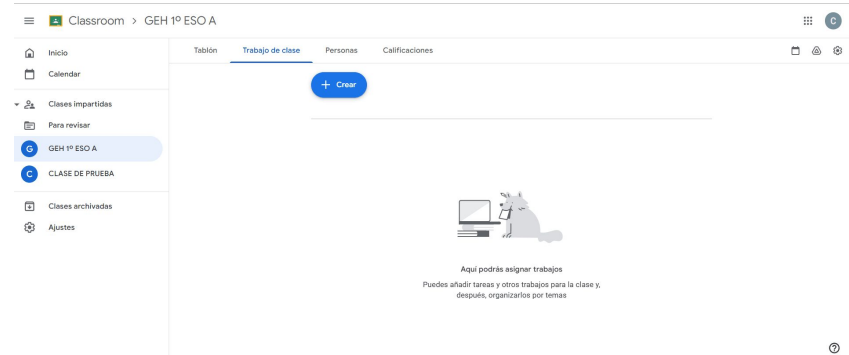 Classroom > GEH 1º ESO A
C
Inicio
Calendar
Clases impartidas
Para revisar
G GEH 1º ESO A
C CLASE DE PRUEBA
Clases archivadas
Ajustes
Tablón Trabajo de clase Personas Calificaciones
+ Crear
Aquí podrás asignar trabajos
Puedes añadir tareas y otros trabajos para la clase y,
después, organizarlos por temas